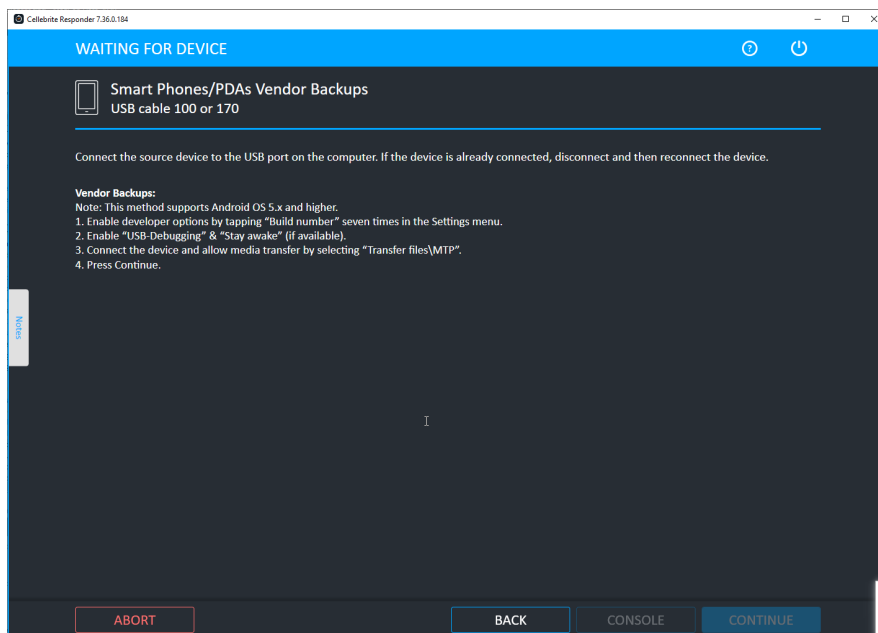 Cellebrite Responder 7.36.0.184
WAITING FOR DEVICE
Smart Phones/PDAs Vendor Backups
USB cable 100 or 170
Connect the source device to the USB port on the computer. If the device is already connected, disconnect and then reconnect the device.
Vendor Backups:
Note: This method supports Android OS 5.x and higher.
1. Enable developer options by tapping “Build number” seven times in the Settings menu.
2. Enable “USB-Debugging” & “Stay awake” (if available).
3. Connect the device and allow media transfer by selecting “Transfer files\MTP”.
4. Press Continue.
Notes
ABORT
BACK
CONSOLE
CONTINUE